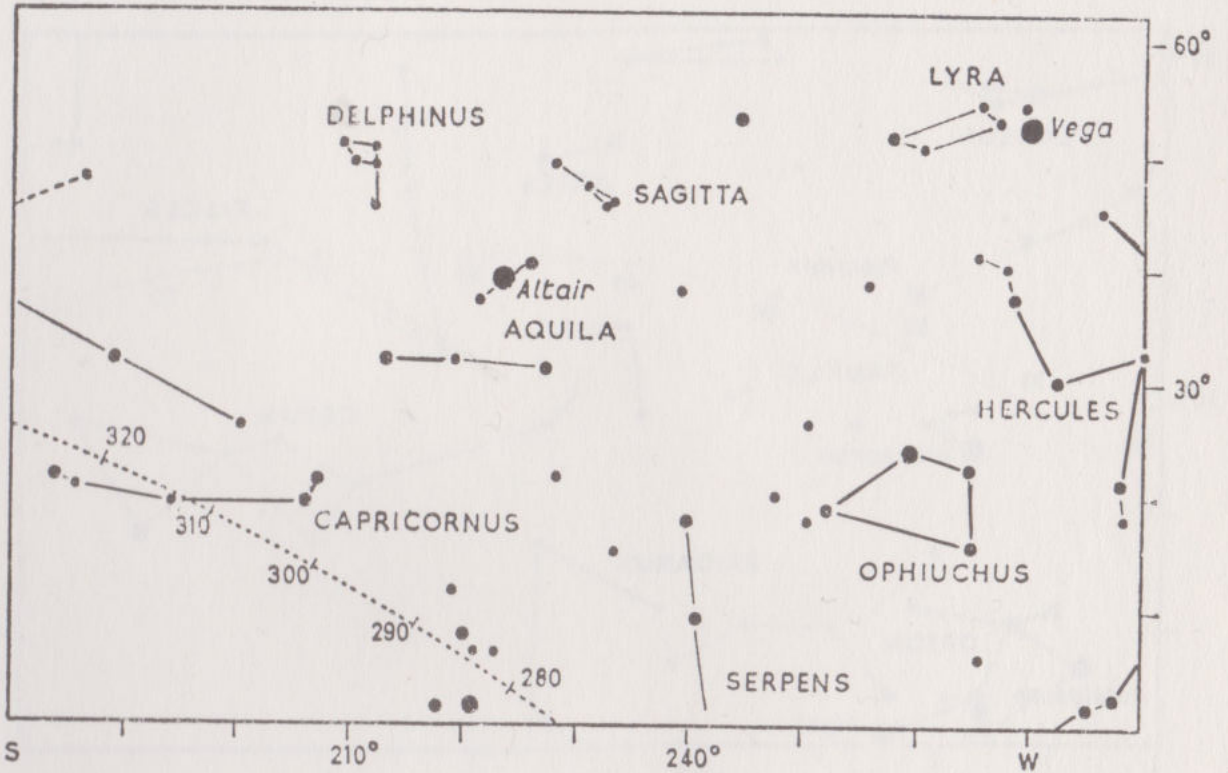 60°
LYRA
DELPHINUS
Vega
SAGITTA
Altair
AQUILA
30°
HERCULES
320
CAPRICORNUS
310
OPHIUCHUS
300
290
280
SERPENS
S
210°
240°
W